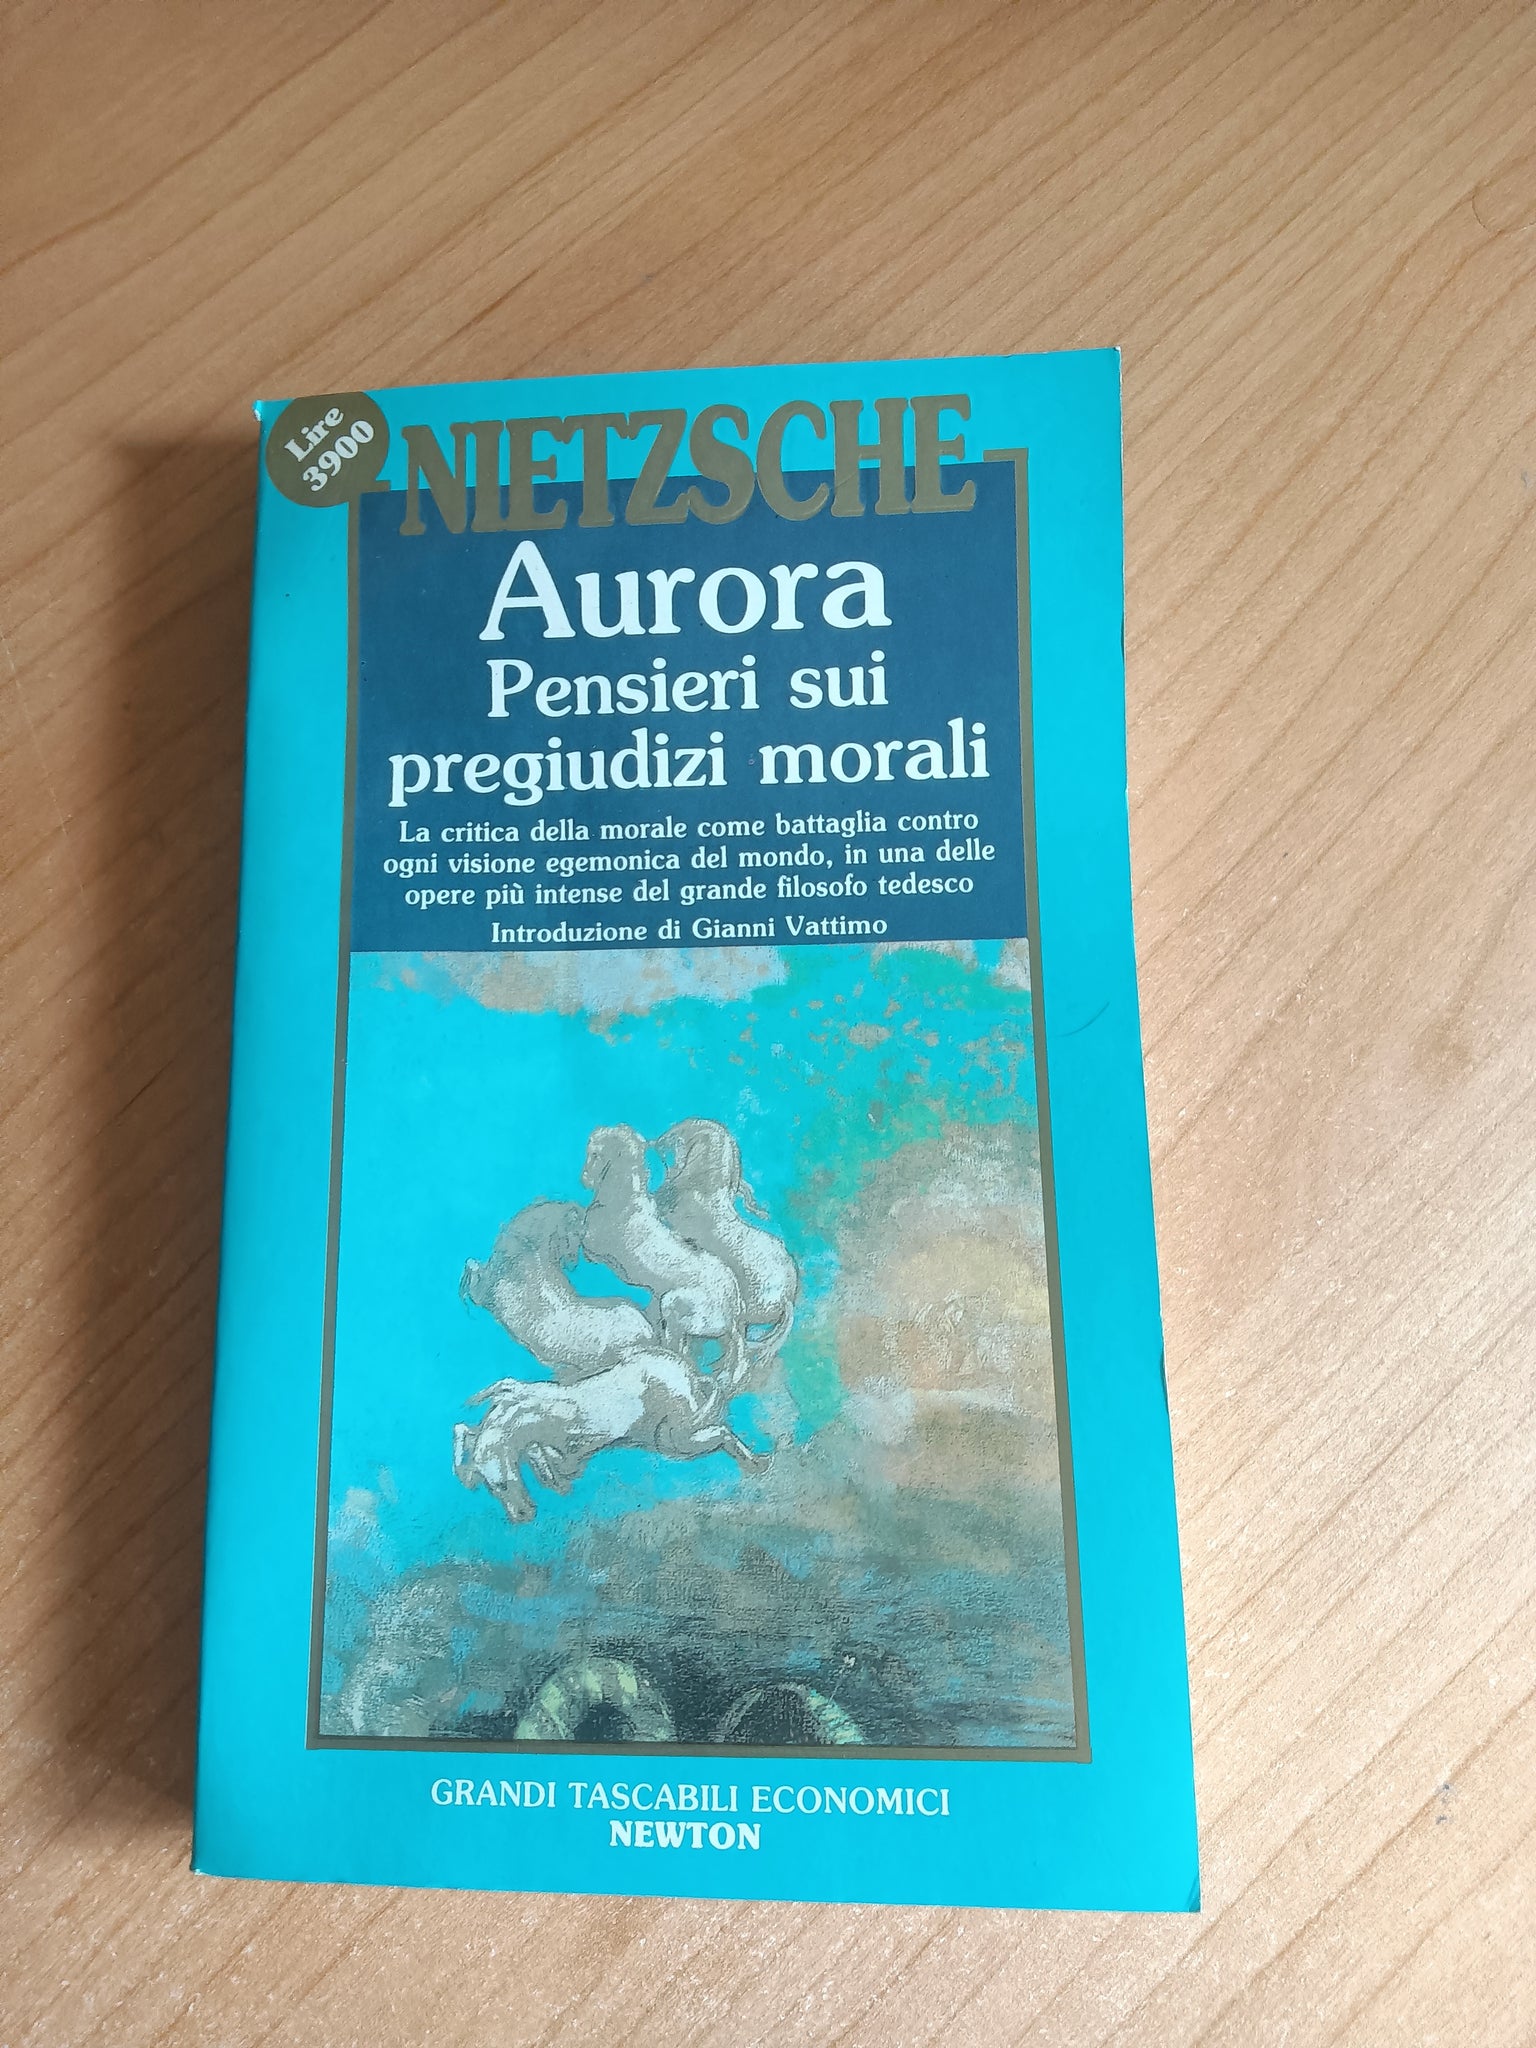 Lire
3900
NIETZSCHE
Aurora
Pensieri sui
pregiudizi morali
La critica della morale come battaglia contro
ogni visione egemonica del mondo, in una delle
opere più intense del grande filosofo tedesco
Introduzione di Gianni Vattimo
GRANDI TASCABILI ECONOMICI
NEWTON